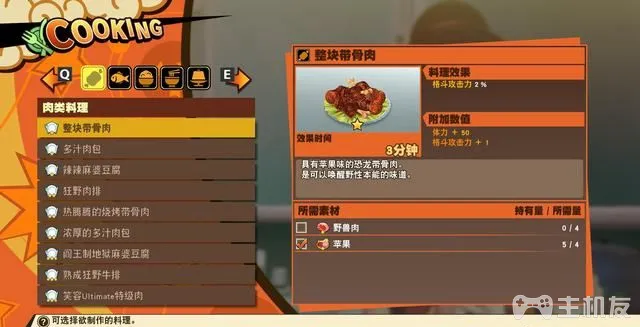 COOKING
Q
E
肉类料理
整块带骨肉
多汁肉包
辣辣麻婆豆腐
狂野肉排
热腾腾的烧烤带骨肉
浓厚的多汁肉包
阎王制地狱麻婆豆腐
熟成狂野牛排
笑容Ultimate特级肉
整块带骨肉
料理效果
格斗攻击力 2%
附加数值
体力 + 50
格斗攻击力 + 1
效果时间
3分钟
具有苹果味的恐龙带骨肉。
是可以唤醒野性本能的味道。
所需素材 持有量 / 所需量
野兽肉 0 / 4
苹果 5 / 4
可选择欲制作的料理。
主机友